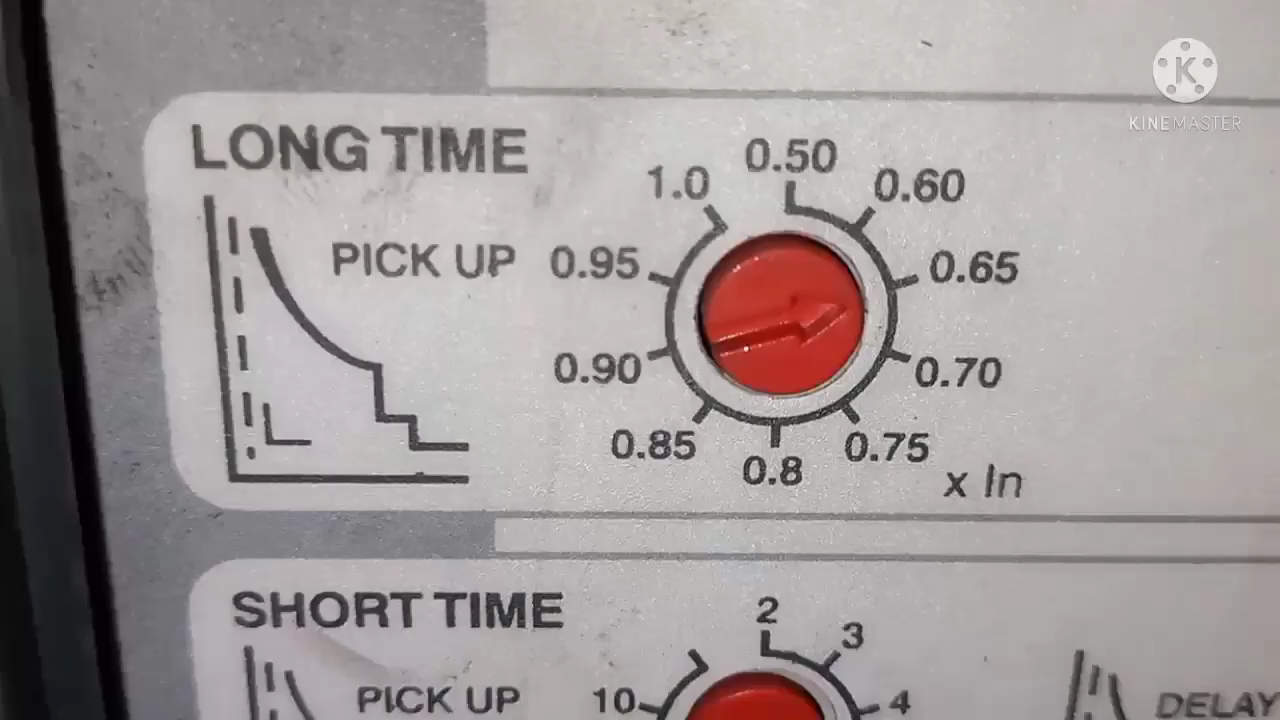 K
KINEMASTER
LONG TIME
PICK UP
0.50
0.60
0.65
0.70
0.75
0.8
0.85
0.90
0.95
1.0
x In
SHORT TIME
PICK UP
2
3
4
10
DELAY